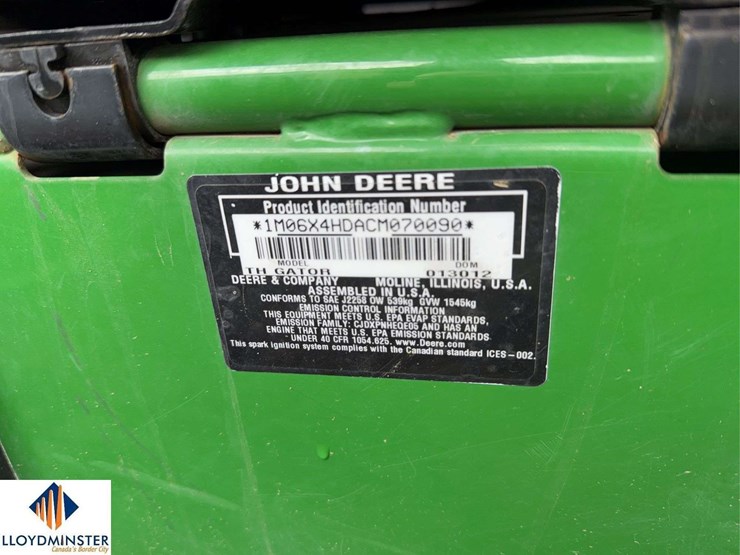 JOHN DEERE
Product Identification Number
*1M06X4HDACM070090*
MODEL DOM
TH GATOR 013012
DEERE & COMPANY MOLINE, ILLINOIS, U.S.A.
ASSEMBLED IN U.S.A.
CONFORMS TO SAE J2258 OW 539kg GVW 1545kg
EMISSION CONTROL INFORMATION
THIS EQUIPMENT MEETS U.S. EPA EVAP STANDARDS,
EMISSION FAMILY: CJDXPNHEQE05 AND HAS AN
ENGINE THAT MEETS U.S. EPA EMISSION STANDARDS
UNDER 40 CFR 1054.625. www.Deere.com
This spark ignition system complies with the Canadian standard ICES-002.
LLOYDMINSTER
Canada's Border City